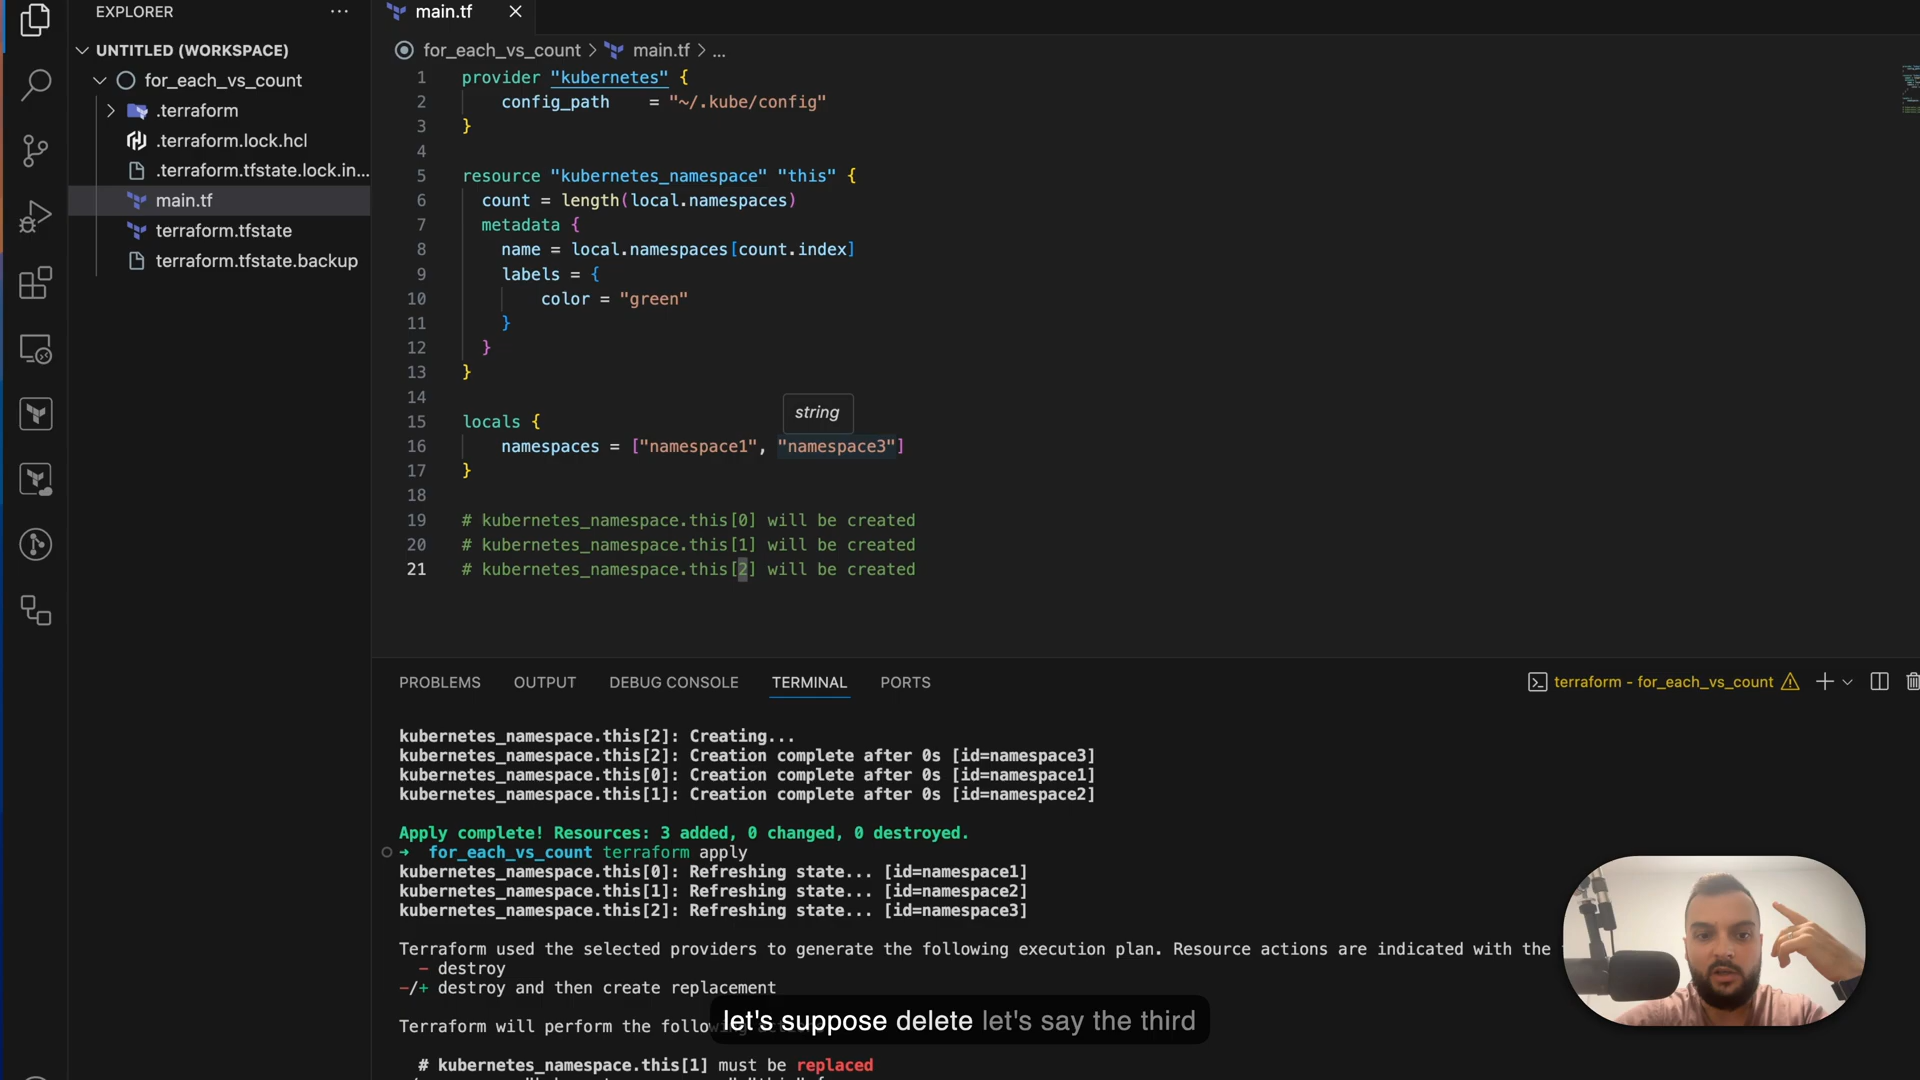 EXPLORER
main.tf
UNTITLED (WORKSPACE)
for_each_vs_count
.terraform
.terraform.lock.hcl
.terraform.tfstate.lock.in...
main.tf
terraform.tfstate
terraform.tfstate.backup
for_each_vs_count > main.tf > ...
1 provider "kubernetes" {
2 config_path = "~/.kube/config"
3 }
4
5 resource "kubernetes_namespace" "this" {
6 count = length(local.namespaces)
7 metadata {
8 name = local.namespaces[count.index]
9 labels = {
10 color = "green"
11 }
12 }
13 }
14
string
15 locals {
16 namespaces = ["namespace1", "namespace3"]
17 }
18
19 # kubernetes_namespace.this[0] will be created
20 # kubernetes_namespace.this[1] will be created
21 # kubernetes_namespace.this[2] will be created
PROBLEMS OUTPUT DEBUG CONSOLE TERMINAL PORTS
terraform - for_each_vs_count
kubernetes_namespace.this[2]: Creating...
kubernetes_namespace.this[2]: Creation complete after 0s [id=namespace3]
kubernetes_namespace.this[0]: Creation complete after 0s [id=namespace1]
kubernetes_namespace.this[1]: Creation complete after 0s [id=namespace2]
Apply complete! Resources: 3 added, 0 changed, 0 destroyed.
➜ for_each_vs_count terraform apply
kubernetes_namespace.this[0]: Refreshing state... [id=namespace1]
kubernetes_namespace.this[1]: Refreshing state... [id=namespace2]
kubernetes_namespace.this[2]: Refreshing state... [id=namespace3]
Terraform used the selected providers to generate the following execution plan. Resource actions are indicated with the
- destroy
-/+ destroy and then create replacement
Terraform will perform the follow
let's suppose delete let's say the third
# kubernetes_namespace.this[1] must be replaced